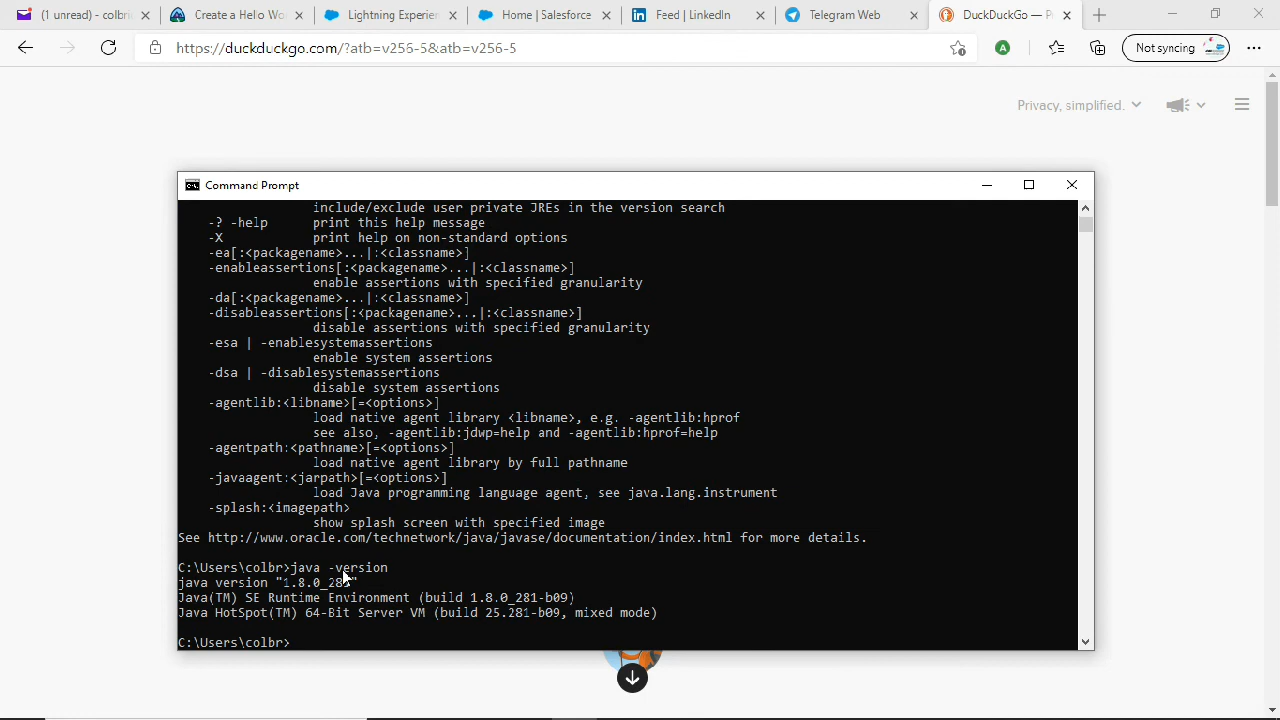 (1 unread) - colbri
Create a Hello Wo
Lightning Experien
Home | Salesforce
Feed | LinkedIn
Telegram Web
DuckDuckGo — P
https://duckduckgo.com/?atb=v256-5&atb=v256-5
A
Not syncing
Privacy, simplified.
Command Prompt
include/exclude user private JREs in the version search
-? -help      print this help message
-X            print help on non-standard options
-ea[:<packagename>...|:<classname>]
-enableassertions[:<packagename>...|:<classname>]
enable assertions with specified granularity
-da[:<packagename>...|:<classname>]
-disableassertions[:<packagename>...|:<classname>]
disable assertions with specified granularity
-esa | -enablesystemassertions
enable system assertions
-dsa | -disablesystemassertions
disable system assertions
-agentlib:<libname>[=<options>]
load native agent library <libname>, e.g. -agentlib:hprof
see also, -agentlib:jdwp=help and -agentlib:hprof=help
-agentpath:<pathname>[=<options>]
load native agent library by full pathname
-javaagent:<jarpath>[=<options>]
load Java programming language agent, see java.lang.instrument
-splash:<imagepath>
show splash screen with specified image
See http://www.oracle.com/technetwork/java/javase/documentation/index.html for more details.
C:\Users\colbr>java -version
java version "1.8.0_281"
Java(TM) SE Runtime Environment (build 1.8.0_281-b09)
Java HotSpot(TM) 64-Bit Server VM (build 25.281-b09, mixed mode)
C:\Users\colbr>